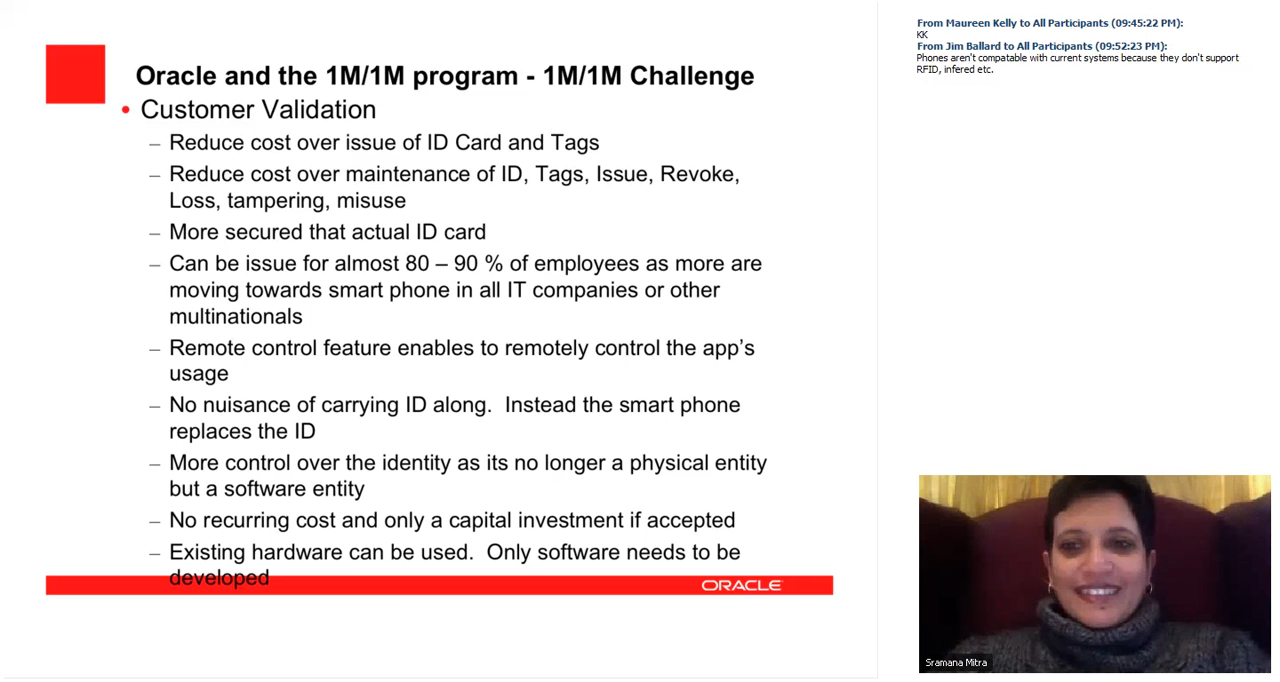 Oracle and the 1M/1M program - 1M/1M Challenge
• Customer Validation
– Reduce cost over issue of ID Card and Tags
– Reduce cost over maintenance of ID, Tags, Issue, Revoke,
Loss, tampering, misuse
– More secured that actual ID card
– Can be issue for almost 80 – 90 % of employees as more are
moving towards smart phone in all IT companies or other
multinationals
– Remote control feature enables to remotely control the app's
usage
– No nuisance of carrying ID along.  Instead the smart phone
replaces the ID
– More control over the identity as its no longer a physical entity
but a software entity
– No recurring cost and only a capital investment if accepted
– Existing hardware can be used.  Only software needs to be
developed
ORACLE
From Maureen Kelly to All Participants (09:45:22 PM):
KK
From Jim Ballard to All Participants (09:52:23 PM):
Phones aren't compatable with current systems because they don't support
RFID, infered etc.
Sramana Mitra